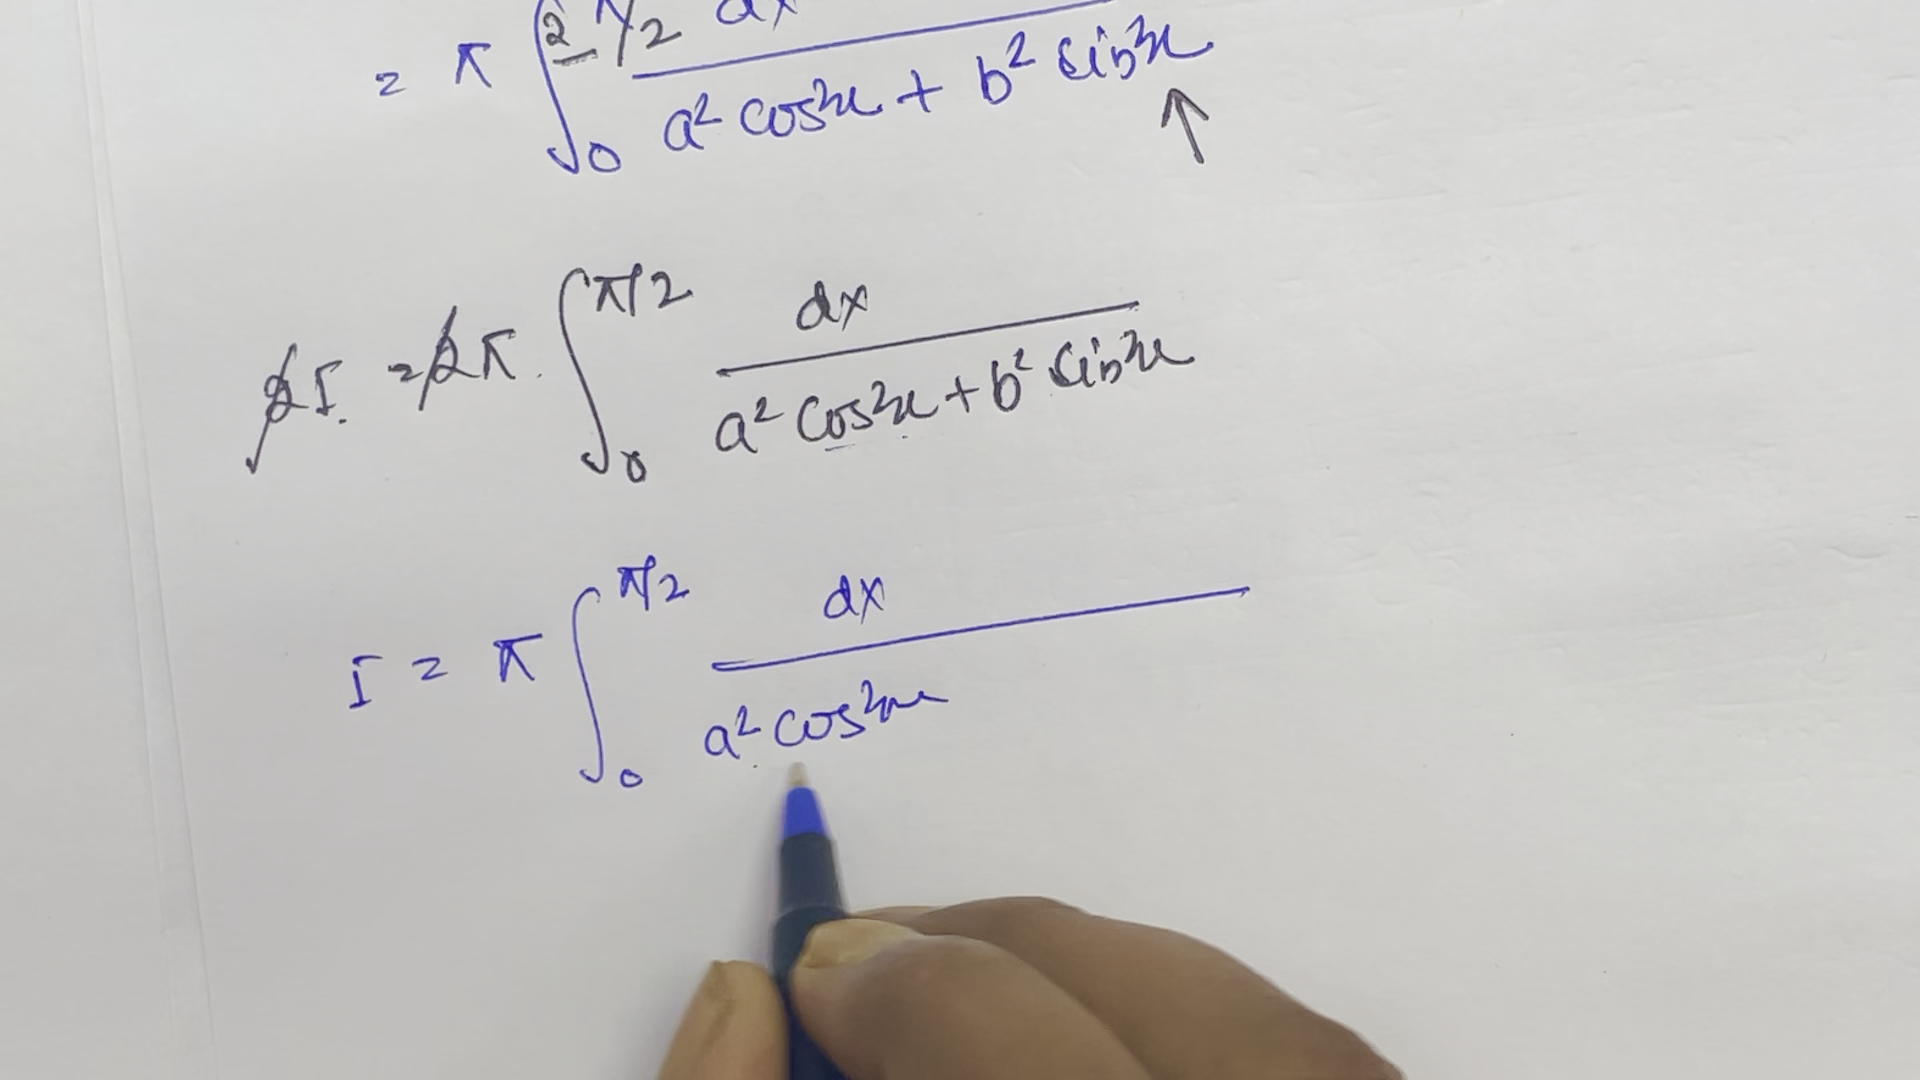 = π ∫₀ 2 π/2 dx / a² cos²x + b² sin²x ↑
2I. = 2π. ∫₀^π/2 dx / a² cos²x + b² sin²x
I = π ∫₀^π/2 dx / a² cos²x